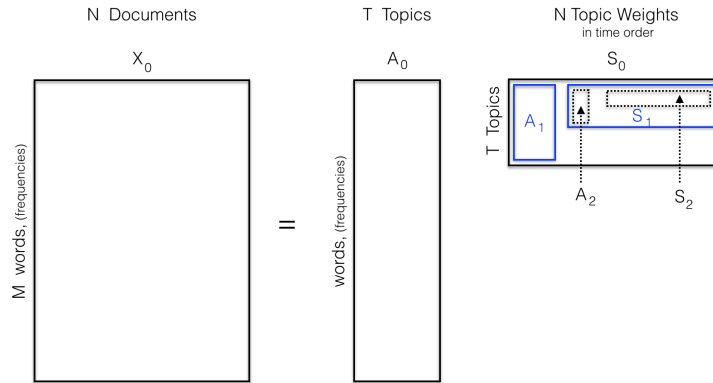 N Documents
T Topics
N Topic Weights
in time order
X0
A0
S0
M words, (frequencies)
=
words, (frequencies)
T Topics
A1
S1
A2
S2